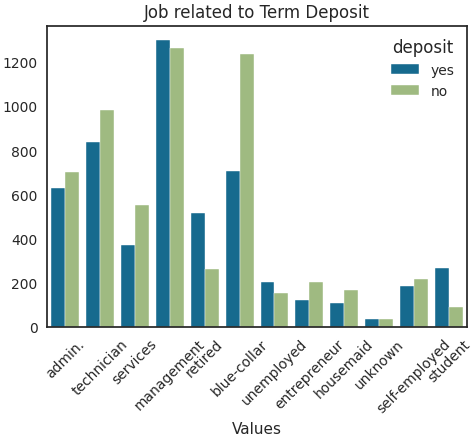 Job related to Term Deposit
deposit
yes
no
1200
1000
800
600
400
200
0
admin.
technician
services
management
retired
blue-collar
unemployed
entrepreneur
housemaid
unknown
self-employed
student
Values